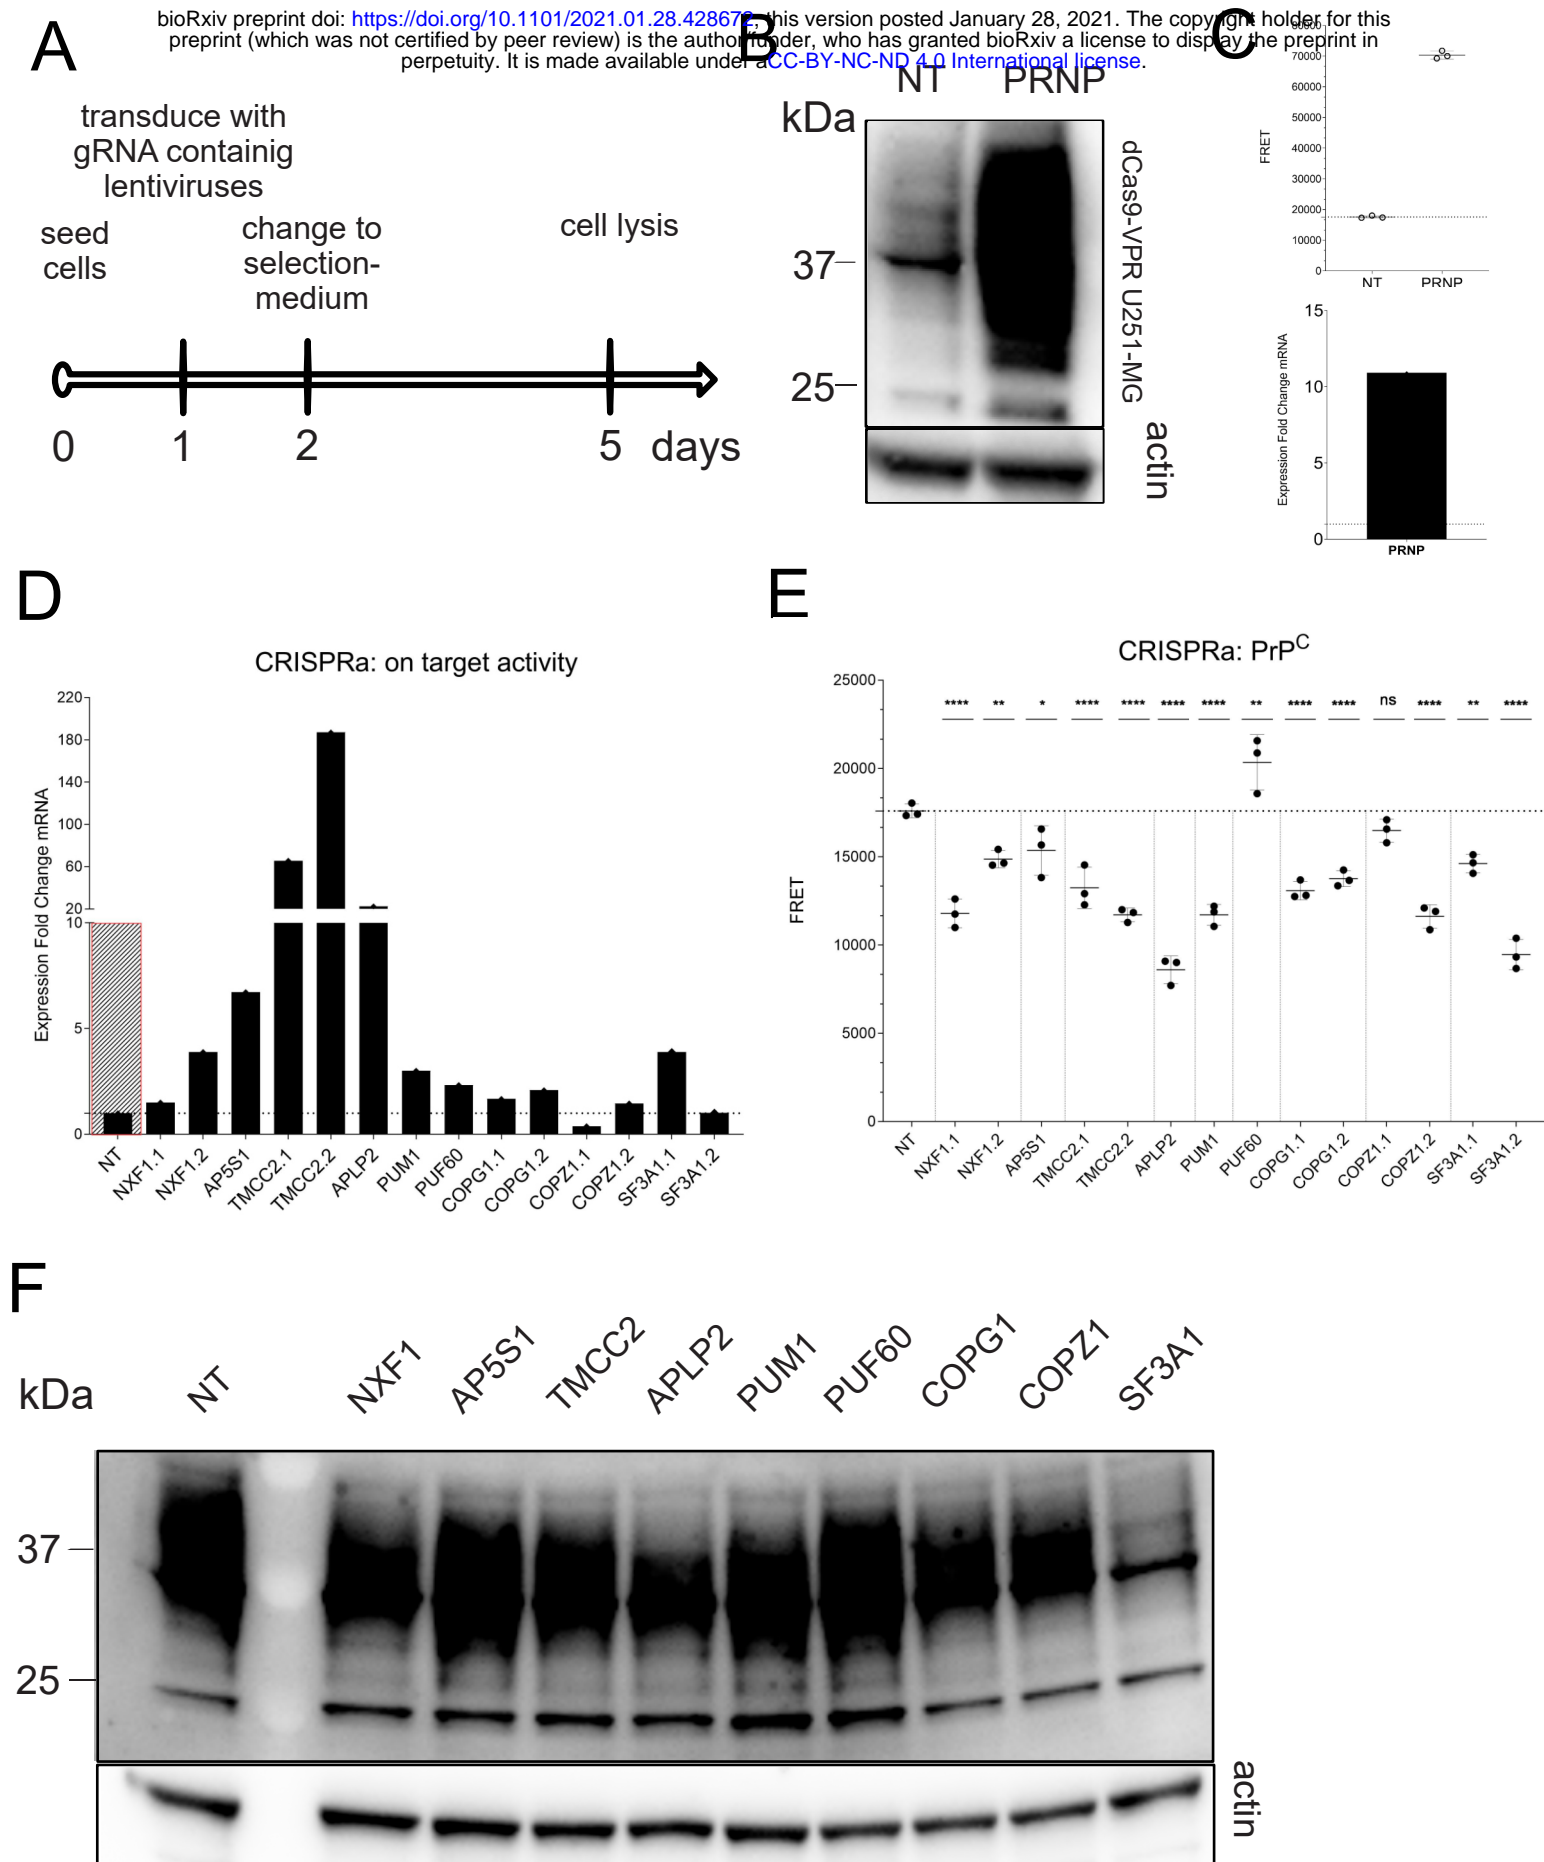 bioRxiv preprint doi: https://doi.org/10.1101/2021.01.28.428672; this version posted January 28, 2021. The copyright holder for this
preprint (which was not certified by peer review) is the author/funder, who has granted bioRxiv a license to display the preprint in
perpetuity. It is made available under aCC-BY-NC-ND 4.0 International license.
A
transduce with
gRNA containig
lentiviruses
seed
cells
change to
selection-
medium
cell lysis
0 1 2 5 days
B
NT PRNP
kDa
37
25
dCas9-VPR U251-MG
actin
C
80000
70000
60000
50000
40000
30000
20000
10000
0
FRET
NT PRNP
15
10
5
0
Expression Fold Change mRNA
PRNP
D
CRISPRa: on target activity
220
180
140
100
60
20
10
5
0
Expression Fold Change mRNA
NT NXF1.1 NXF1.2 AP5S1 TMCC2.1 TMCC2.2 APLP2 PUM1 PUF60 COPG1.1 COPG1.2 COPZ1.1 COPZ1.2 SF3A1.1 SF3A1.2
E
CRISPRa: PrPC
25000
20000
15000
10000
5000
0
FRET
**** ** * **** **** **** **** ** **** **** ns **** ** ****
NT NXF1.1 NXF1.2 AP5S1 TMCC2.1 TMCC2.2 APLP2 PUM1 PUF60 COPG1.1 COPG1.2 COPZ1.1 COPZ1.2 SF3A1.1 SF3A1.2
F
kDa
NT NXF1 AP5S1 TMCC2 APLP2 PUM1 PUF60 COPG1 COPZ1 SF3A1
37
25
actin